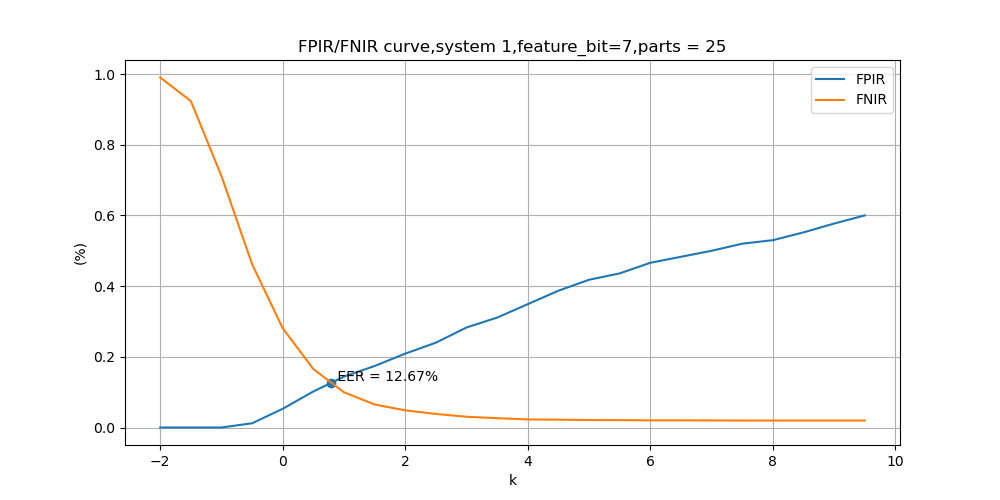 FPIR/FNIR curve,system 1,feature_bit=7,parts = 25
FPIR
FNIR
1.0
0.8
0.6
0.4
0.2
0.0
(%)
EER = 12.67%
−2
0
2
4
6
8
10
k